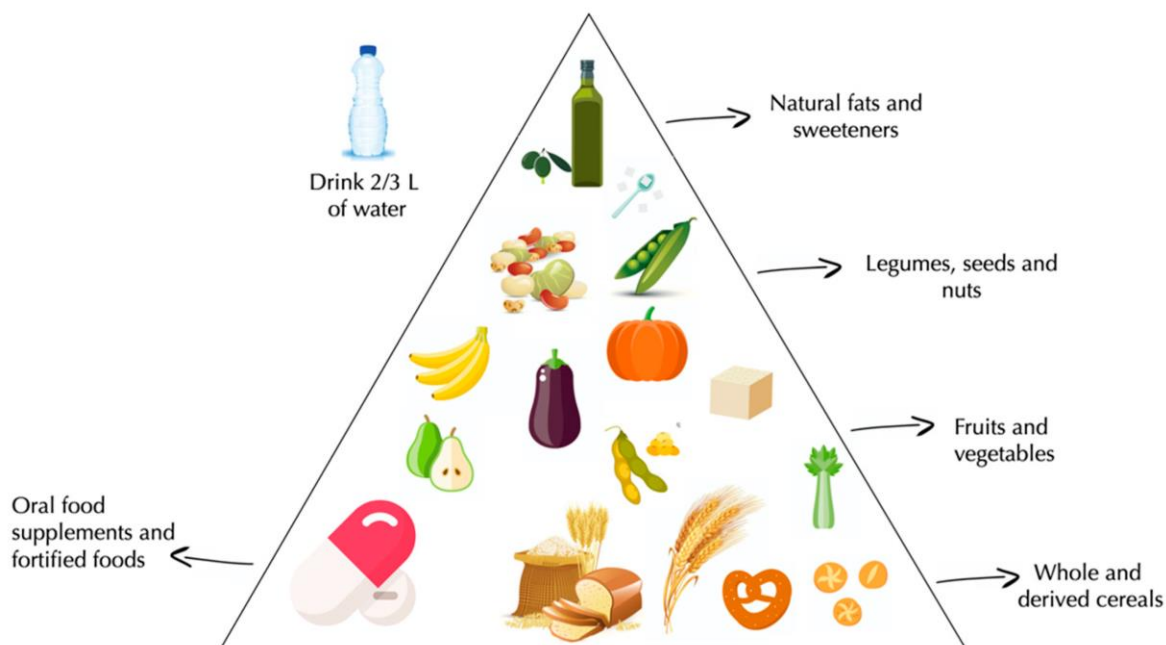 Natural fats and
sweeteners
Drink 2/3 L
of water
Legumes, seeds and
nuts
Fruits and
vegetables
Oral food
supplements and
fortified foods
Whole and
derived cereals